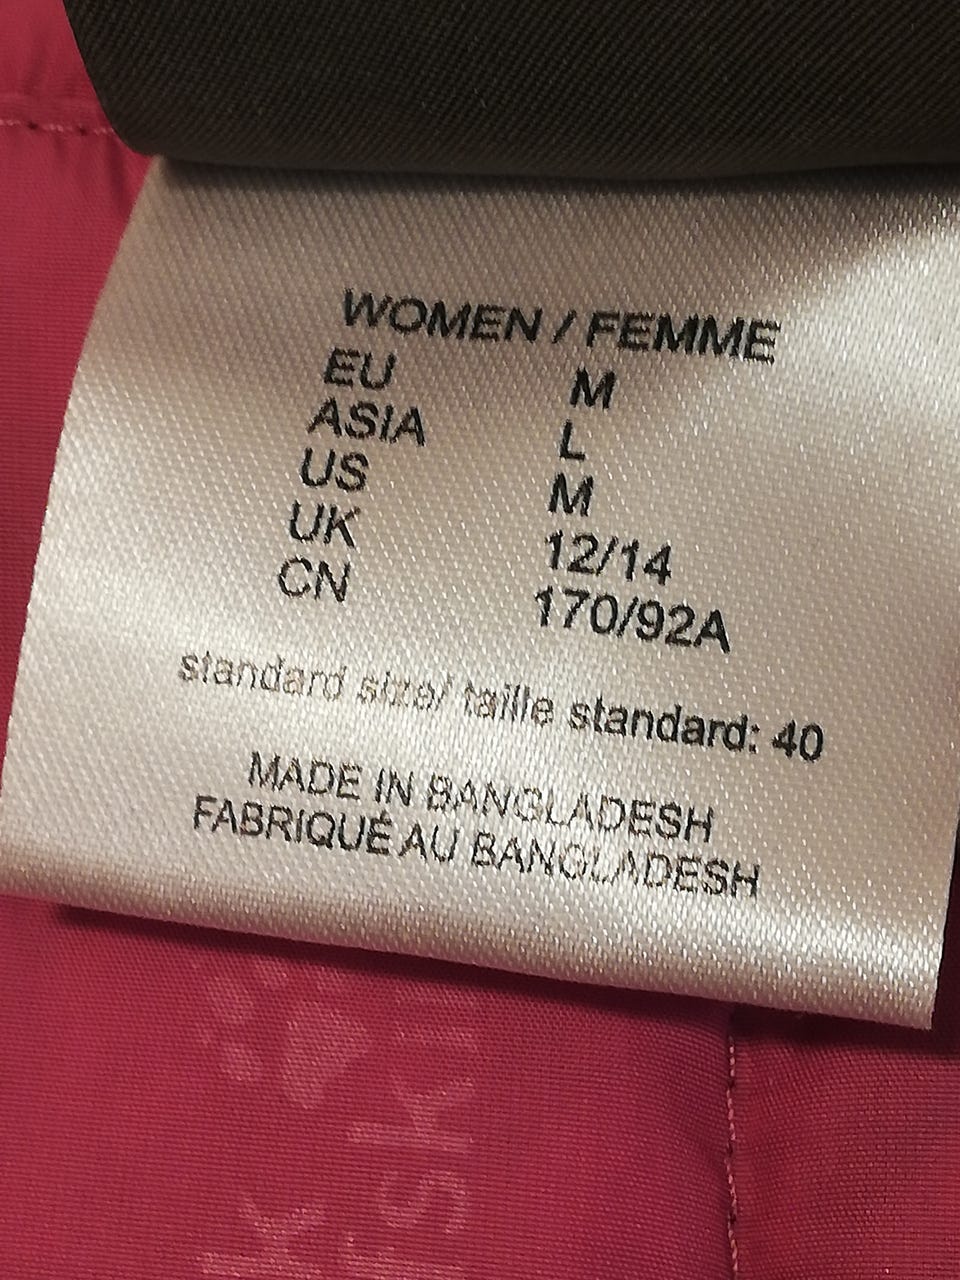 WOMEN / FEMME
EU M
ASIA L
US M
UK 12/14
CN 170/92A
standard size/ taille standard: 40
MADE IN BANGLADESH
FABRIQUÉ AU BANGLADESH